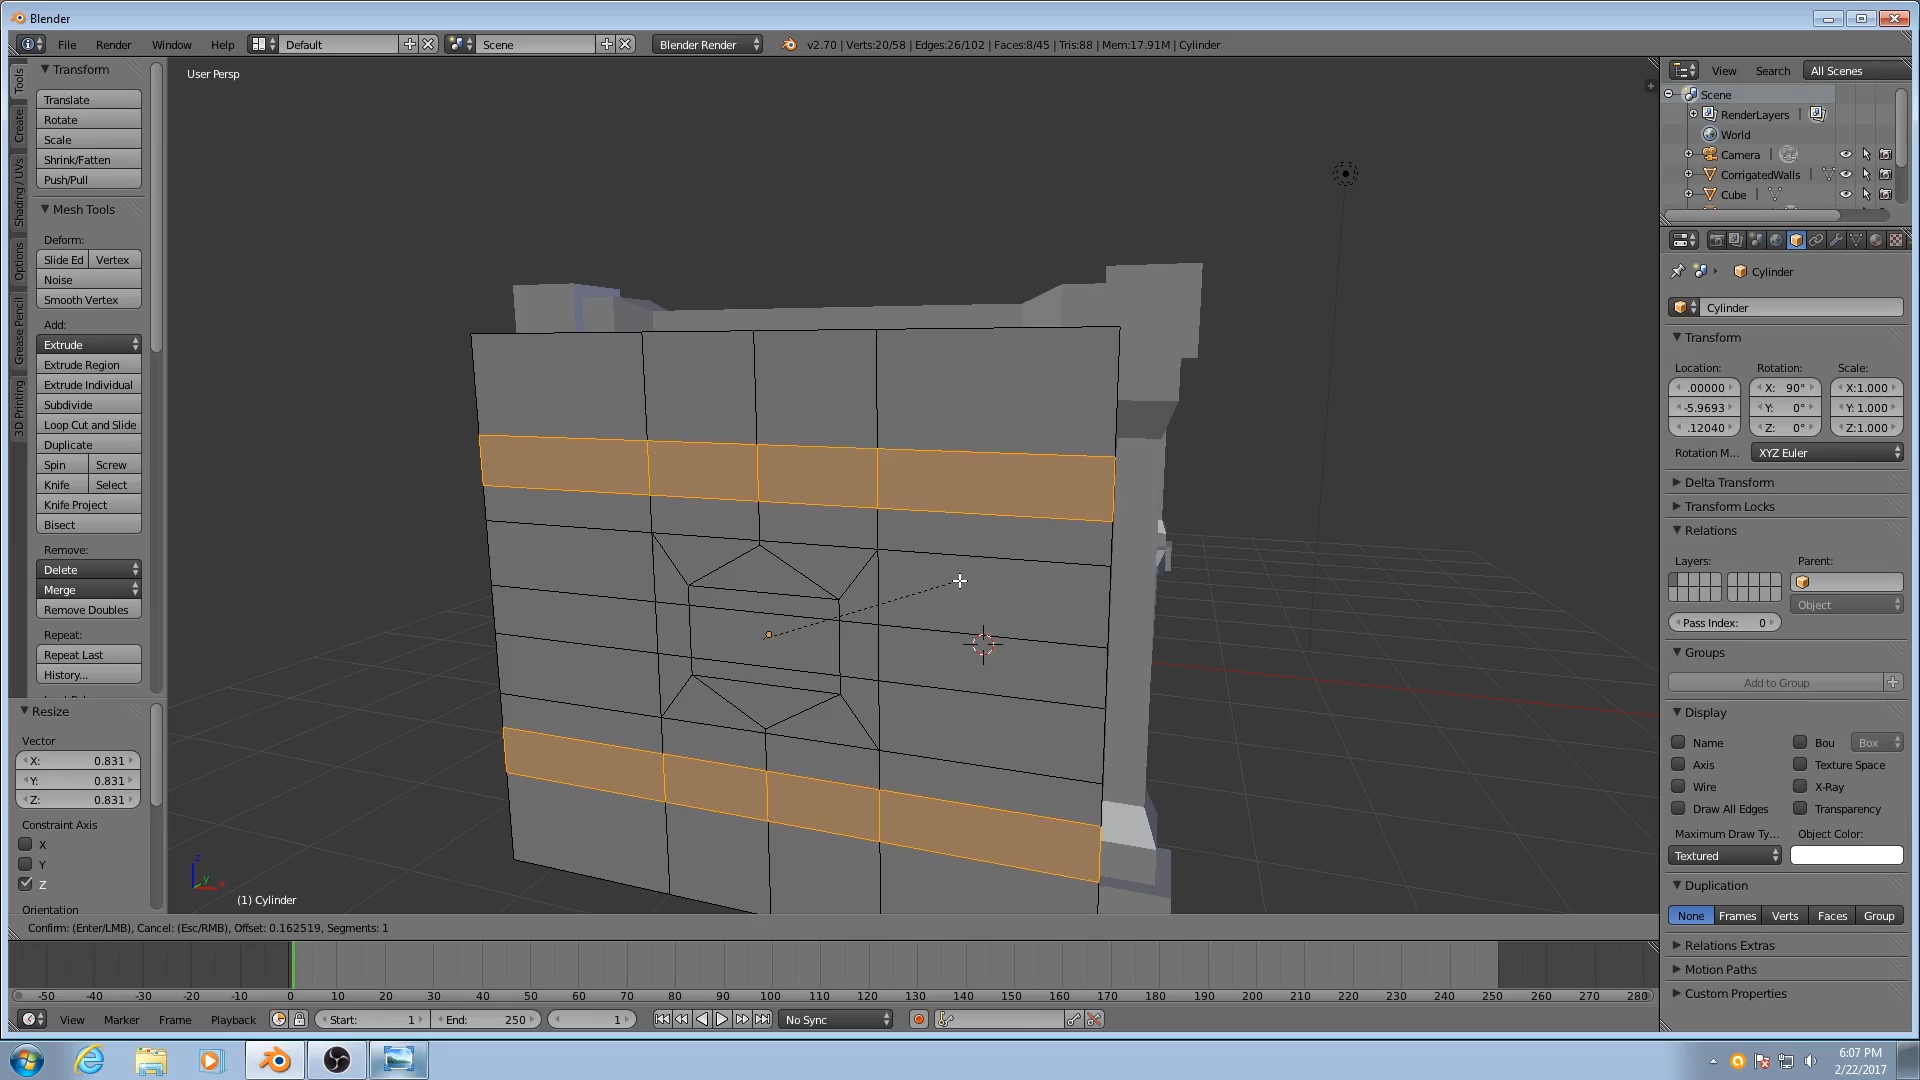 Blender
File Render Window Help Default Scene Blender Render v2.70 | Verts:20/58 | Edges:26/102 | Faces:8/45 | Tris:88 | Mem:17.91M | Cylinder
Tools
Create
Shading / UVs
Options
Grease Pencil
3D Printing
Transform
Translate
Rotate
Scale
Shrink/Fatten
Push/Pull
Mesh Tools
Deform:
Slide Ed Vertex
Noise
Smooth Vertex
Add:
Extrude
Extrude Region
Extrude Individual
Subdivide
Loop Cut and Slide
Duplicate
Spin Screw
Knife Select
Knife Project
Bisect
Remove:
Delete
Merge
Remove Doubles
Repeat:
Repeat Last
History...
Resize
Vector
X: 0.831
Y: 0.831
Z: 0.831
Constraint Axis
X
Y
Z
Orientation
User Persp
z
y
x
(1) Cylinder
Confirm: (Enter/LMB), Cancel: (Esc/RMB), Offset: 0.162519, Segments: 1
-50 -40 -30 -20 -10 0 10 20 30 40 50 60 70 80 90 100 110 120 130 140 150 160 170 180 190 200 210 220 230 240 250 260 270 280
View Marker Frame Playback Start: 1 End: 250 1 No Sync
View Search All Scenes
Scene
RenderLayers |
World
Camera |
CorrigatedWalls |
Cube |
Cylinder
Cylinder
Transform
Location: Rotation: Scale:
.00000 X: 90° X:1.000
-5.9693 Y: 0° Y: 1.000
.12040 Z: 0° Z:1.000
Rotation M... XYZ Euler
Delta Transform
Transform Locks
Relations
Layers: Parent:
Object
Pass Index: 0
Groups
Add to Group
Display
Name Bou Box
Axis Texture Space
Wire X-Ray
Draw All Edges Transparency
Maximum Draw Ty... Object Color:
Textured
Duplication
None Frames Verts Faces Group
Relations Extras
Motion Paths
Custom Properties
6:07 PM
2/22/2017